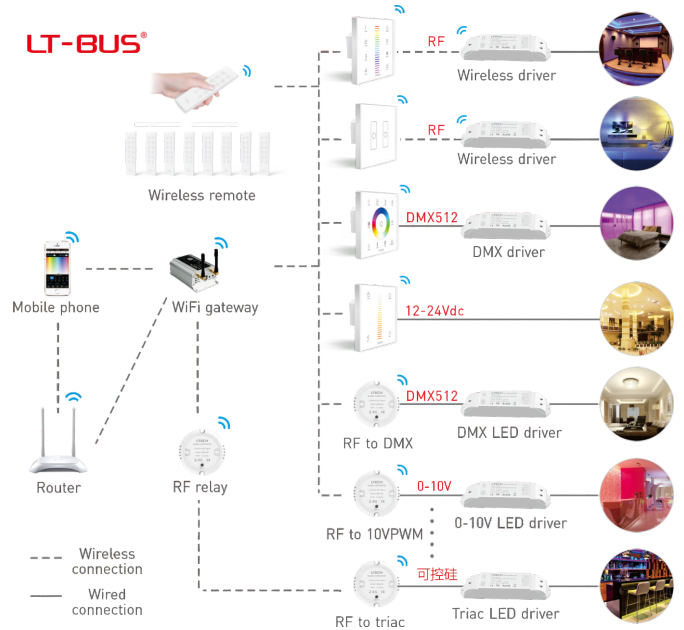 LT-BUS®
RF
Wireless driver
RF
Wireless driver
Wireless remote
DMX512
DMX driver
Mobile phone
WiFi gateway
12-24Vdc
DMX512
RF to DMX
DMX LED driver
Router
RF relay
0-10V
RF to 10VPWM
0-10V LED driver
Wireless
connection
可控硅
Wired
connection
RF to triac
Triac LED driver